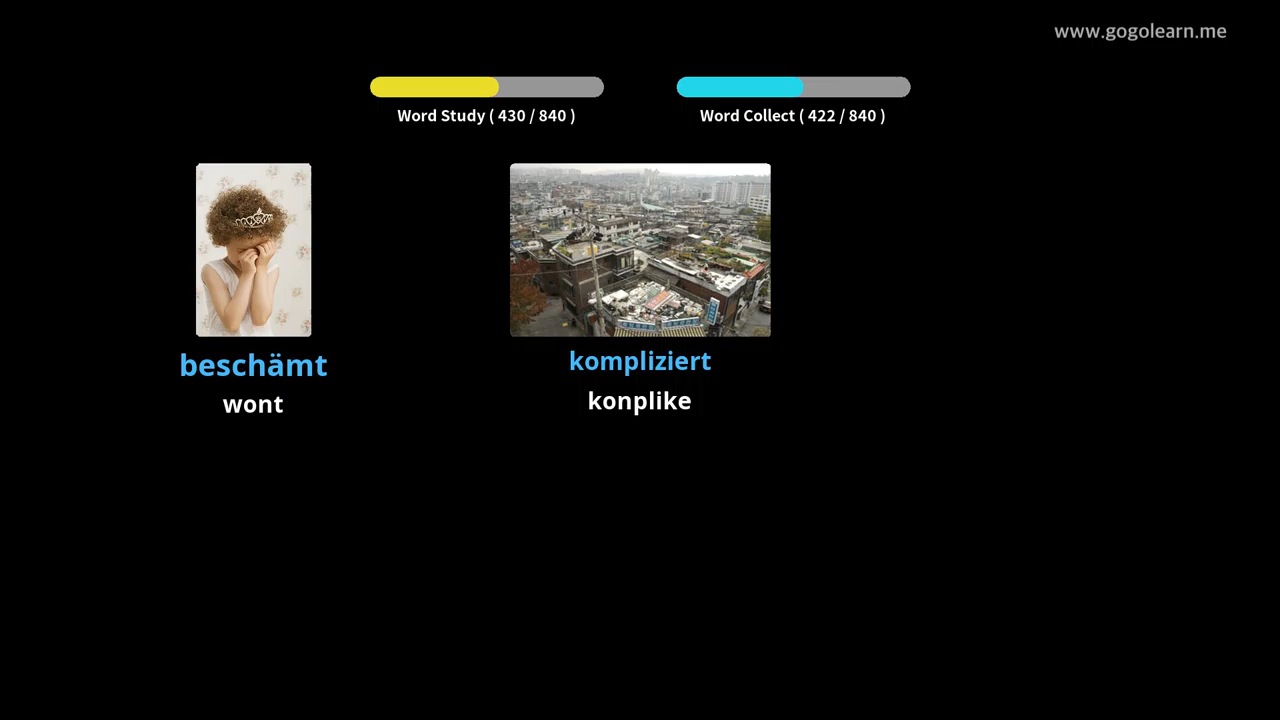 www.gogolearn.me
Word Study ( 430 / 840 )
Word Collect ( 422 / 840 )
beschämt
wont
kompliziert
konplike